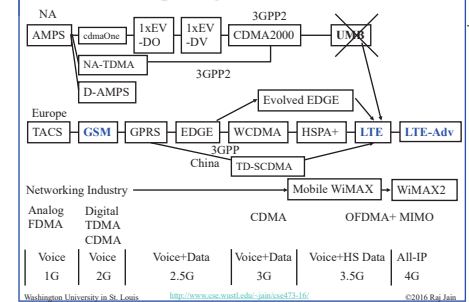 NA
3GPP2
AMPS
cdmaOne
1xEV
-DO
1xEV
-DV
CDMA2000
UMB
NA-TDMA
3GPP2
D-AMPS
Europe
Evolved EDGE
TACS
GSM
GPRS
EDGE
WCDMA
HSPA+
LTE
LTE-Adv
3GPP
China
TD-SCDMA
Networking Industry
Mobile WiMAX
WiMAX2
Analog
FDMA
Digital
TDMA
CDMA
CDMA
OFDMA+ MIMO
Voice
Voice
Voice+Data
Voice+Data
Voice+HS Data
All-IP
1G
2G
2.5G
3G
3.5G
4G
Washington University in St. Louis
http://www.cse.wustl.edu/~jain/cse473-16/
©2016 Raj Jain